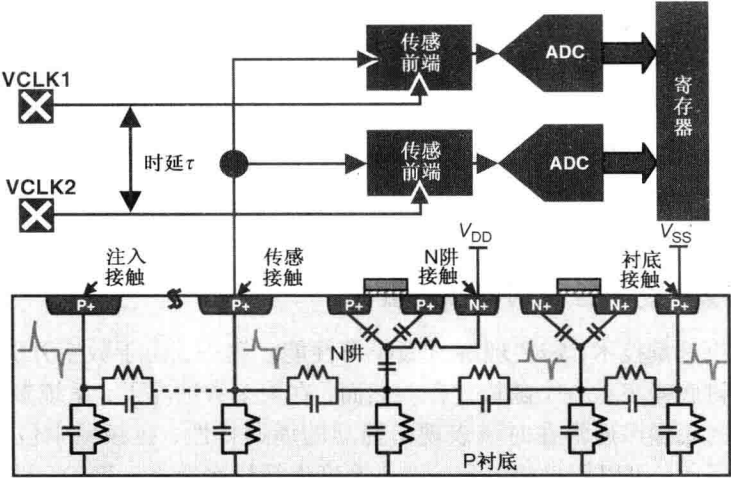 传感
前端
ADC
VCLK1
寄存器
时延τ
传感
前端
ADC
VCLK2
注入
接触
传感
接触
N阱
接触
VDD
衬底
接触
VSS
P+
P+
P+
P+
N+
N+
N+
P+
N阱
P衬底